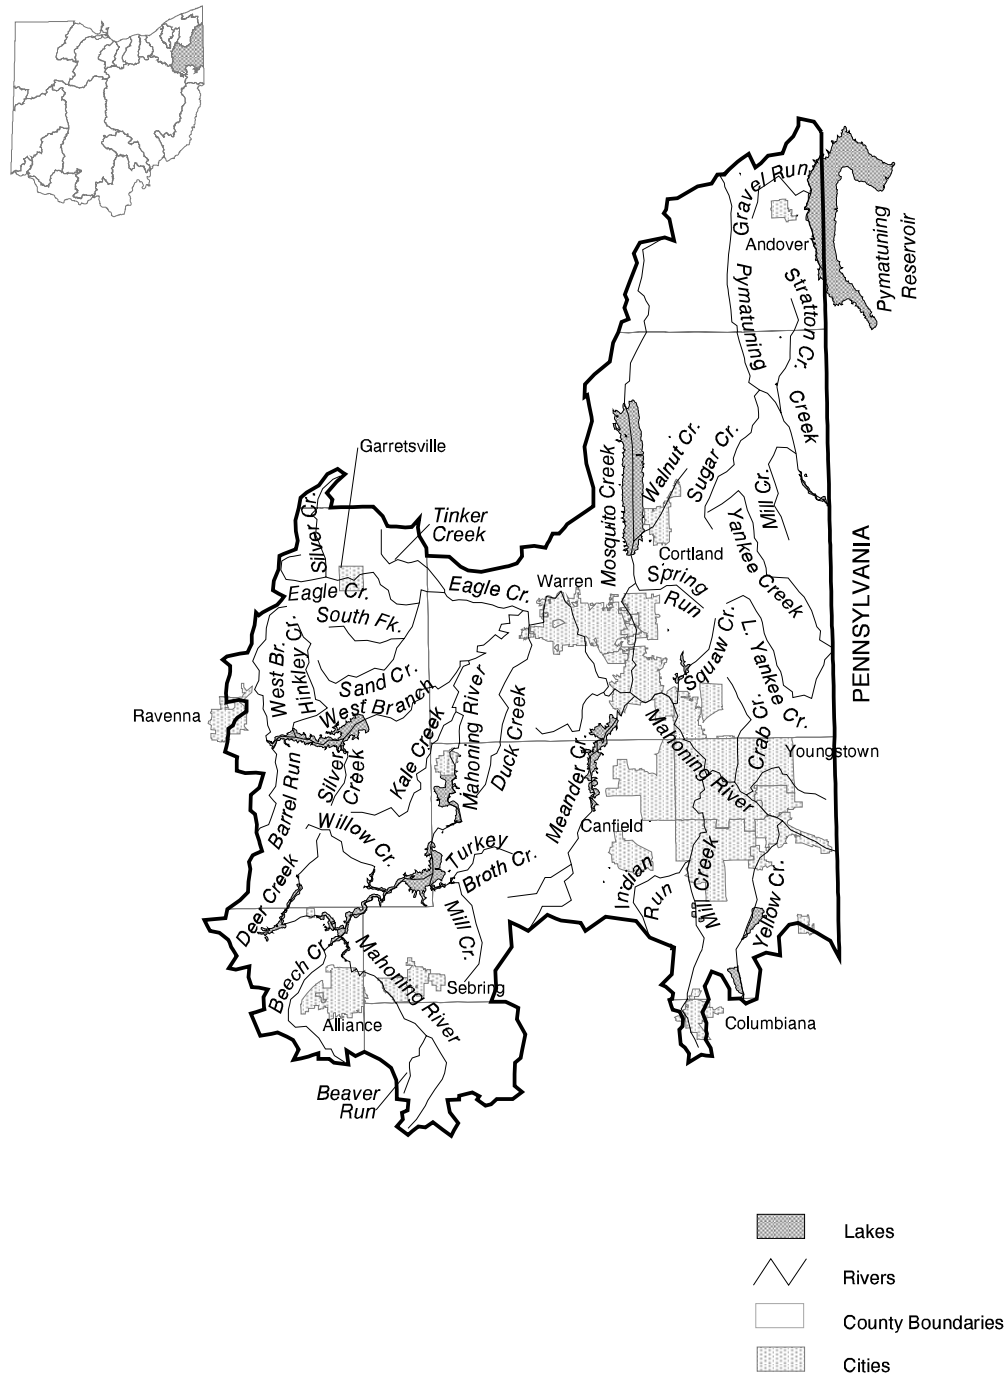 Gravel Run
Andover
Pymatuning
Reservoir
Pymatuning
Creek
Stratton Cr.
Garrettsville
Silver Cr.
Tinker
Creek
Mosquito Creek
Walnut Cr.
Sugar Cr.
Mill Cr.
Yankee Creek
Cortland
PENNSYLVANIA
Eagle Cr.
Eagle Cr.
Warren
Spring
Run
South Fk.
West Br.
Hinkley Cr.
Sand Cr.
West Branch
Squaw Cr.
L. Yankee Cr.
Ravenna
Mahoning River
Duck Creek
Kale Creek
Silver
Creek
Barrel Run
Meander Cr.
Mahoning River
Crab Cr.
Youngstown
Willow Cr.
Turkey
Broth Cr.
Canfield
Indian
Run
Mill Creek
Yellow Cr.
Deer Creek
Mill Cr.
Beech Cr.
Mahoning River
Sebring
Alliance
Columbiana
Beaver
Run
Lakes
Rivers
County Boundaries
Cities